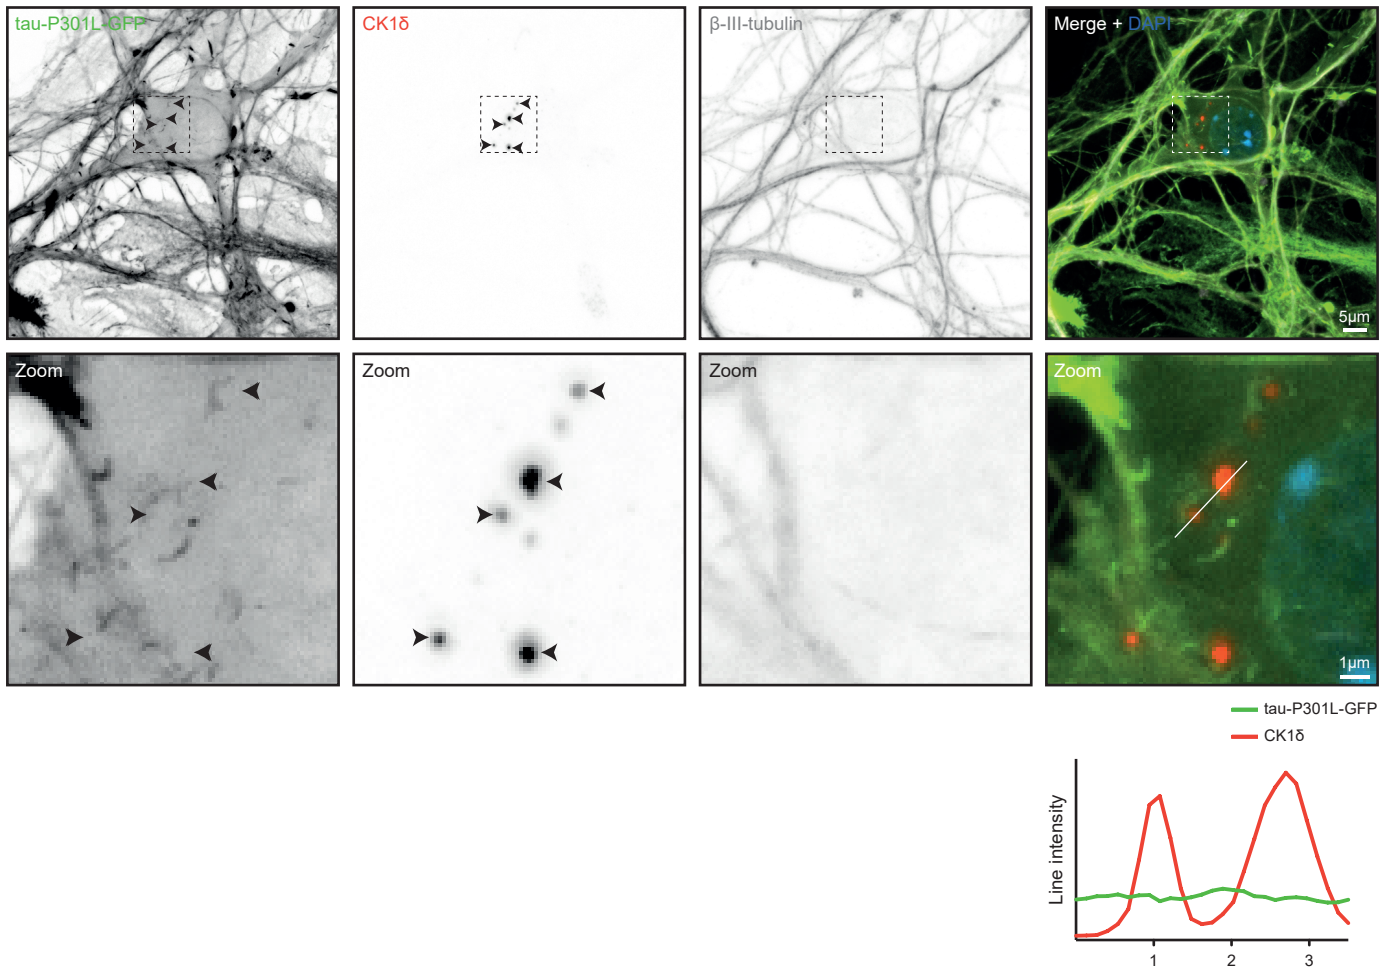 tau-P301L-GFP
CK1δ
β-III-tubulin
Merge + DAPI
5μm
Zoom
Zoom
Zoom
Zoom
1μm
tau-P301L-GFP
CK1δ
Line intensity
1
2
3